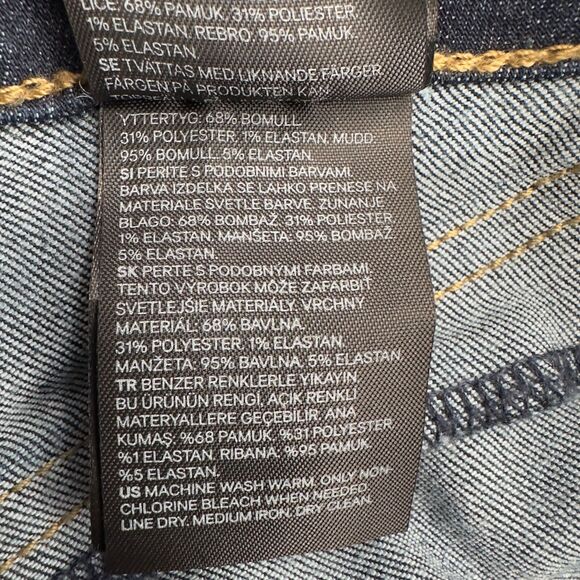 LICE: 68% PAMUK, 31% POLIESTER
1% ELASTAN. REBRO: 95% PAMUK
5% ELASTAN
SE TVÄTTAS MED LIKNANDE FÄRGER
FÄRGEN PÅ PRODUKTEN KAN
YTTERTYG: 68% BOMULL.
31% POLYESTER. 1% ELASTAN. MUDD:
95% BOMULL. 5% ELASTAN
SI PERITE S PODOBNIMI BARVAMI.
BARVA IZDELKA SE LAHKO PRENESE NA
MATERIALE SVETLE BARVE. ZUNANJE
BLAGO: 68% BOMBAŽ. 31% POLIESTER
1% ELASTAN. MANŠETA: 95% BOMBAŽ
5% ELASTAN
SK PERTE S PODOBNÝMI FARBAMI.
TENTO VÝROBOK MÔŽE ZAFARBIŤ
SVETLEJŠIE MATERIÁLY. VRCHNÝ
MATERIÁL: 68% BAVLNA.
31% POLYESTER. 1% ELASTAN
MANŽETA: 95% BAVLNA. 5% ELASTAN
TR BENZER RENKLERLE YIKAYIN
BU ÜRÜNÜN RENGİ, AÇIK RENKLİ
MATERYALLERE GEÇEBİLİR. ANA
KUMAŞ: %68 PAMUK. %31 POLYESTER
%1 ELASTAN. RIBANA: %95 PAMUK
%5 ELASTAN.
US MACHINE WASH WARM. ONLY NON-
CHLORINE BLEACH WHEN NEEDED
LINE DRY. MEDIUM IRON. DRY CLEAN